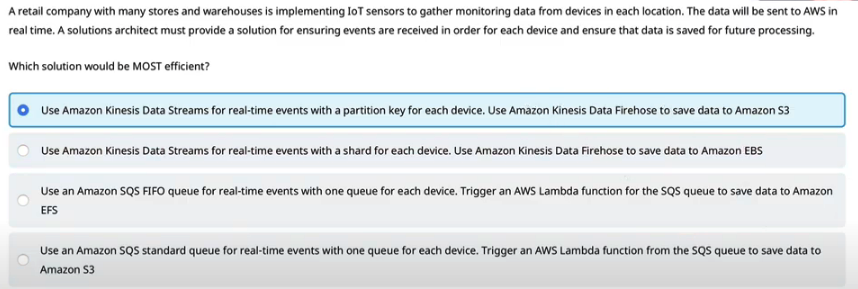 A retail company with many stores and warehouses is implementing IoT sensors to gather monitoring data from devices in each location. The data will be sent to AWS in
real time. A solutions architect must provide a solution for ensuring events are received in order for each device and ensure that data is saved for future processing.
Which solution would be MOST efficient?
Use Amazon Kinesis Data Streams for real-time events with a partition key for each device. Use Amazon Kinesis Data Firehose to save data to Amazon S3
Use Amazon Kinesis Data Streams for real-time events with a shard for each device. Use Amazon Kinesis Data Firehose to save data to Amazon EBS
Use an Amazon SQS FIFO queue for real-time events with one queue for each device. Trigger an AWS Lambda function for the SQS queue to save data to Amazon
EFS
Use an Amazon SQS standard queue for real-time events with one queue for each device. Trigger an AWS Lambda function from the SQS queue to save data to
Amazon S3